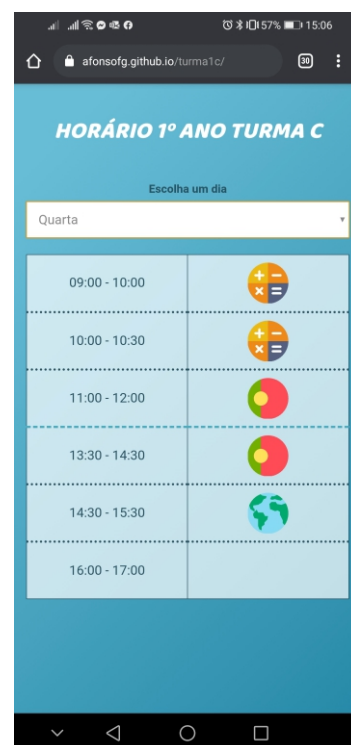 57% 15:06
afonsofg.github.io/turma1c/ 30
HORÁRIO 1º ANO TURMA C
Escolha um dia
Quarta
09:00 - 10:00
10:00 - 10:30
11:00 - 12:00
13:30 - 14:30
14:30 - 15:30
16:00 - 17:00